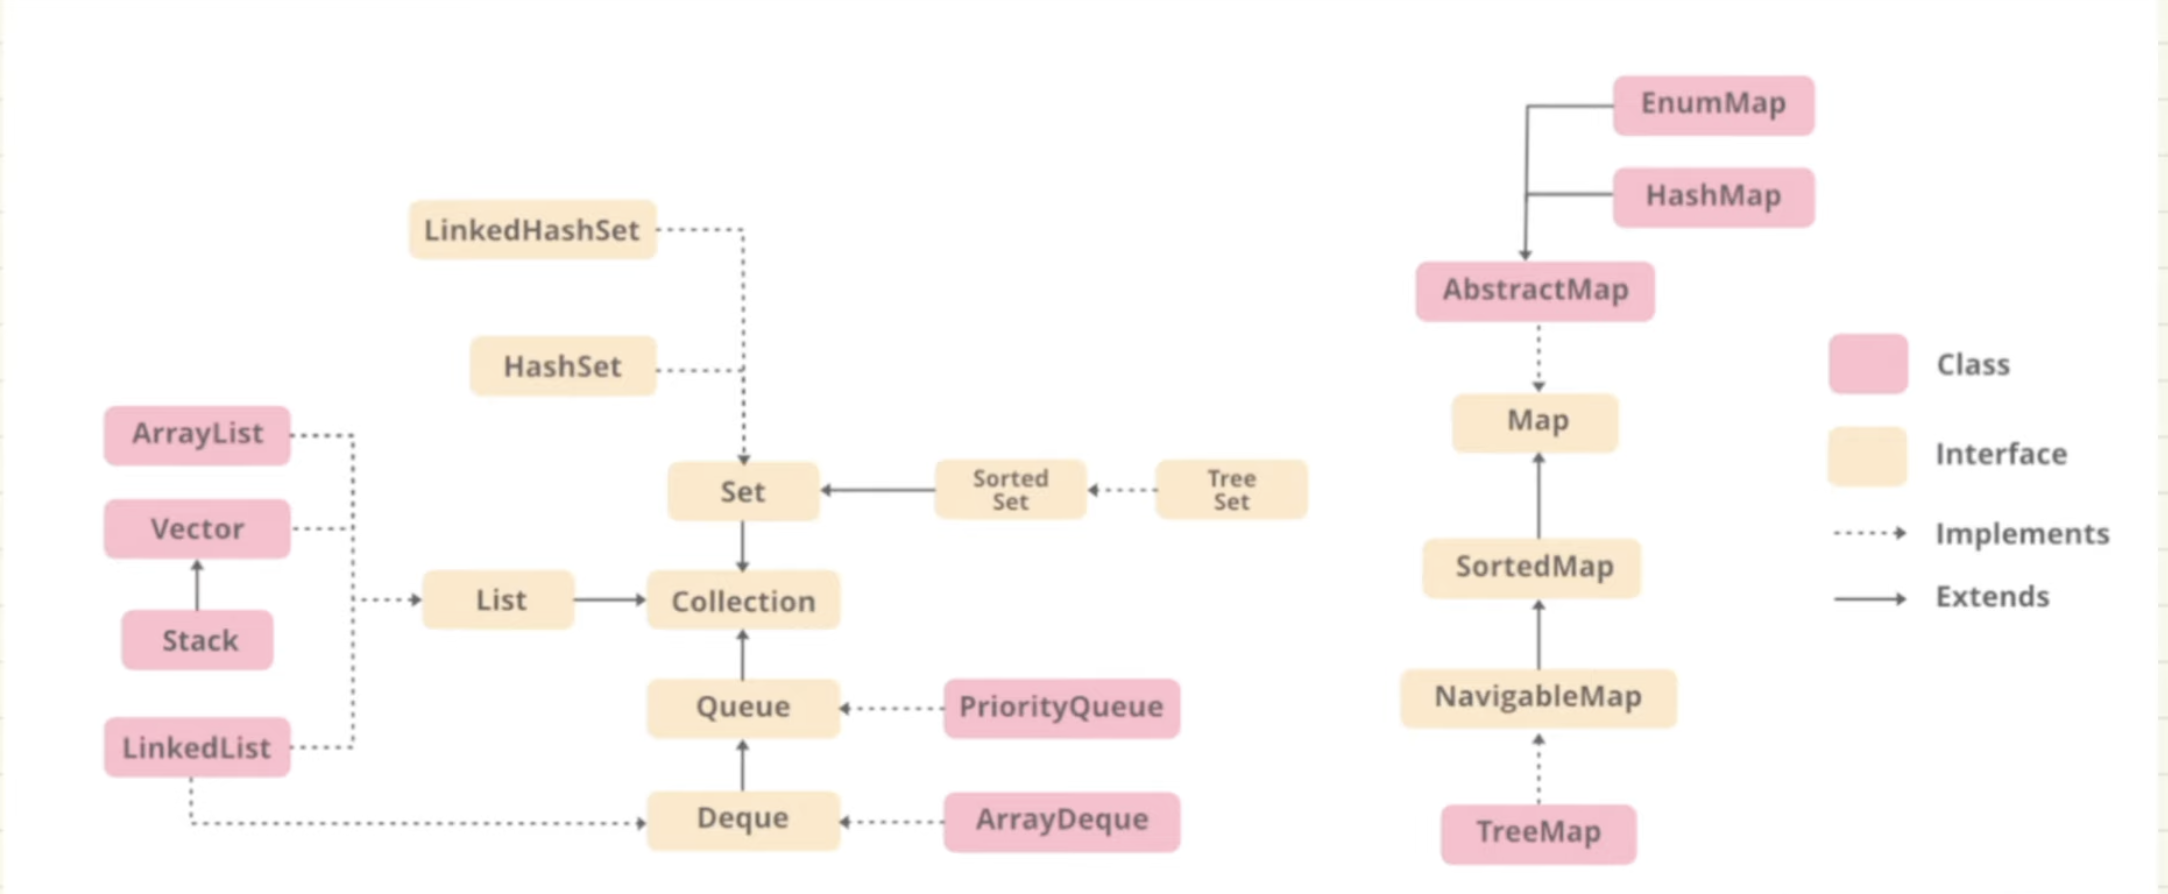 EnumMap
HashMap
LinkedHashSet
AbstractMap
HashSet
Class
Map
ArrayList
Interface
Set
Sorted
Set
Tree
Set
Vector
Implements
SortedMap
List
Collection
Extends
Stack
NavigableMap
Queue
PriorityQueue
LinkedList
Deque
ArrayDeque
TreeMap